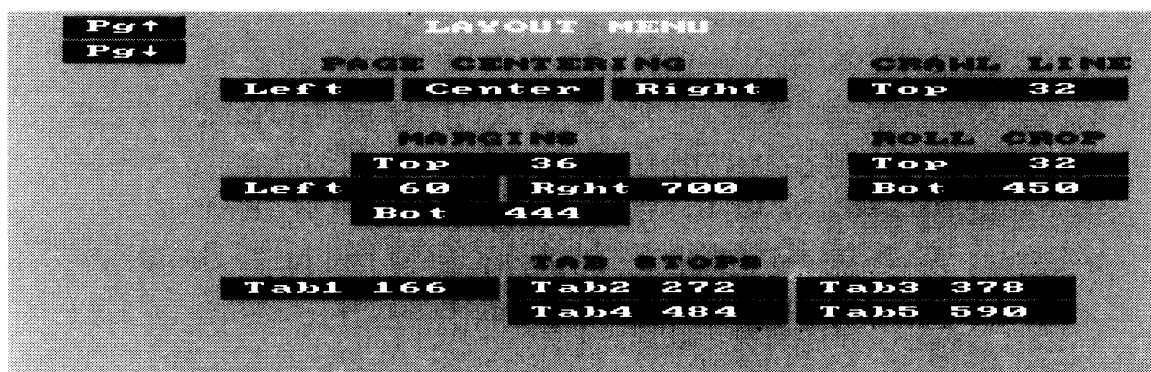 Pg↑ LAYOUT MENU
Pg↓
PAGE CENTERING CRAWL LINE
Left Center Right Top 32
MARGINS ROLL CROP
Top 36 Top 32
Left 60 Rght 700 Bot 450
Bot 444
TAB STOPS
Tab1 166 Tab2 272 Tab3 378
Tab4 484 Tab5 590